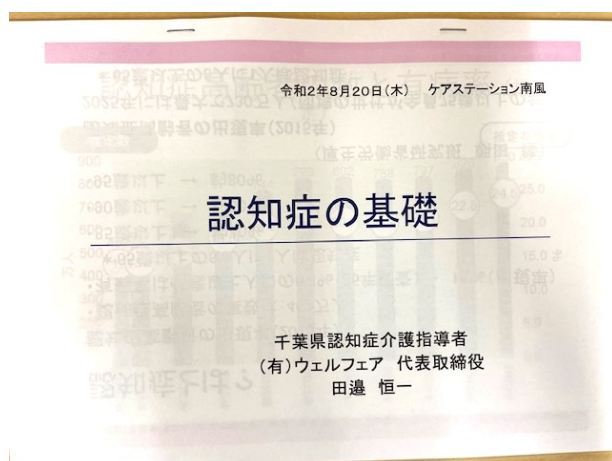 令和2年8月20日(木) ケアステーション南風
認知症の基礎
千葉県認知症介護指導者
(有)ウェルフェア 代表取締役
田邉 恒一